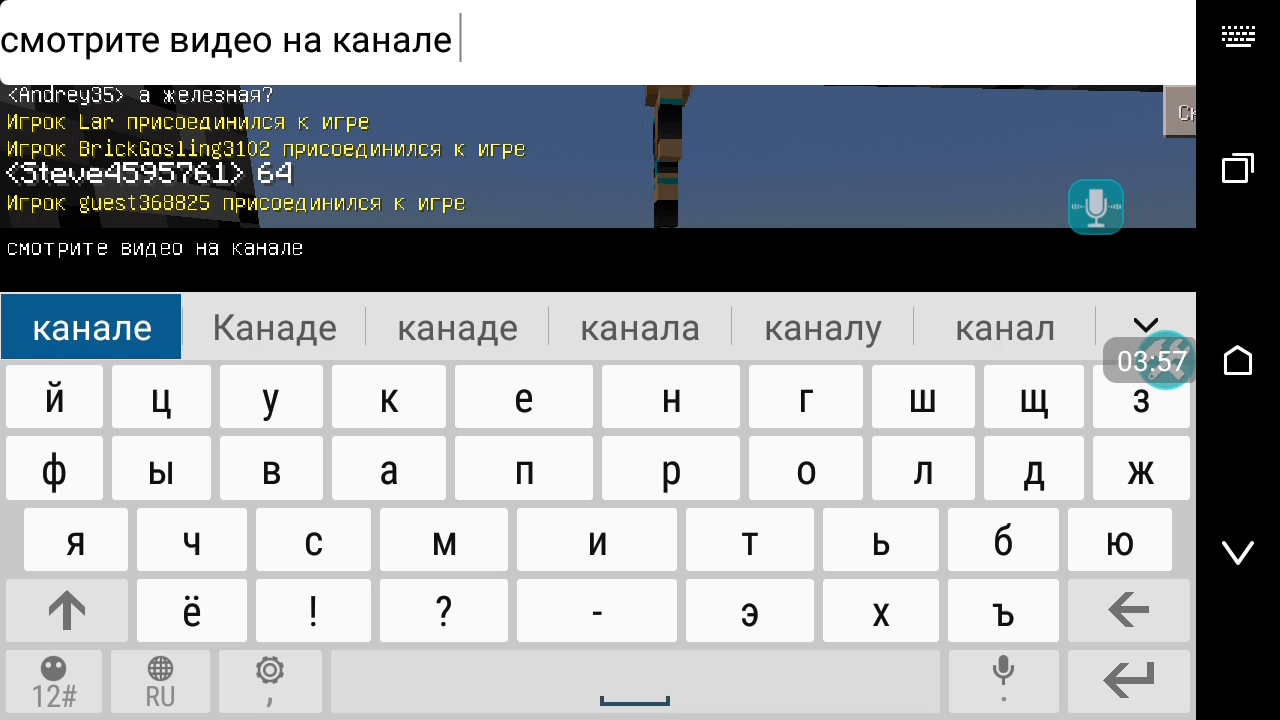 смотрите видео на канале
<Andrey35> а железная?
Игрок Lar присоединился к игре
Игрок BrickGosling3102 присоединился к игре
<Steve4595761> 64
Игрок guest368825 присоединился к игре
смотрите видео на канале
канале Канаде канаде канала каналу канал
03:57
й ц у к е н г ш щ з
ф ы в а п р о л д ж
я ч с м и т ь б ю
ё ! ? - э х ъ
12# RU , .